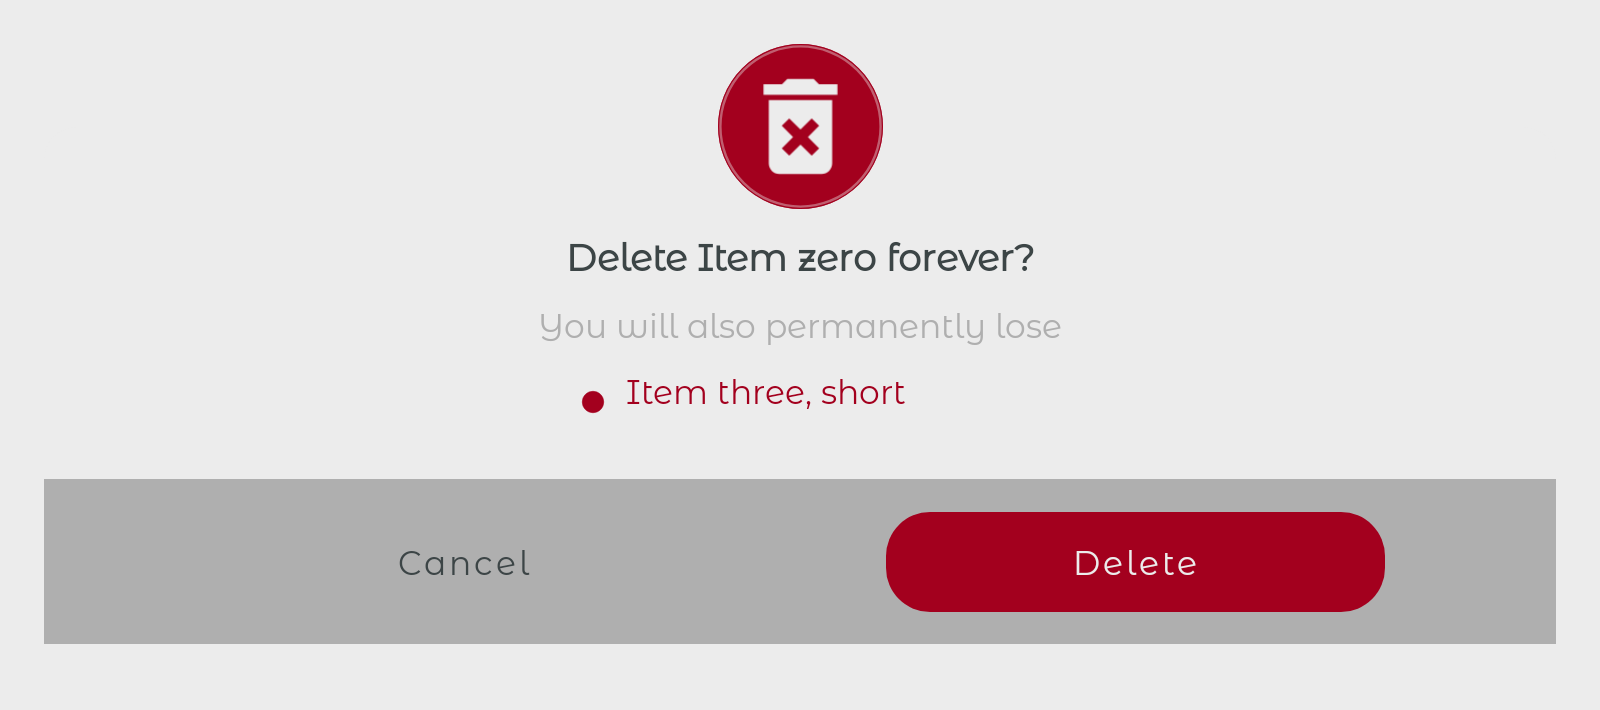 Delete Item zero forever?
You will also permanently lose
Item three, short
Cancel
Delete